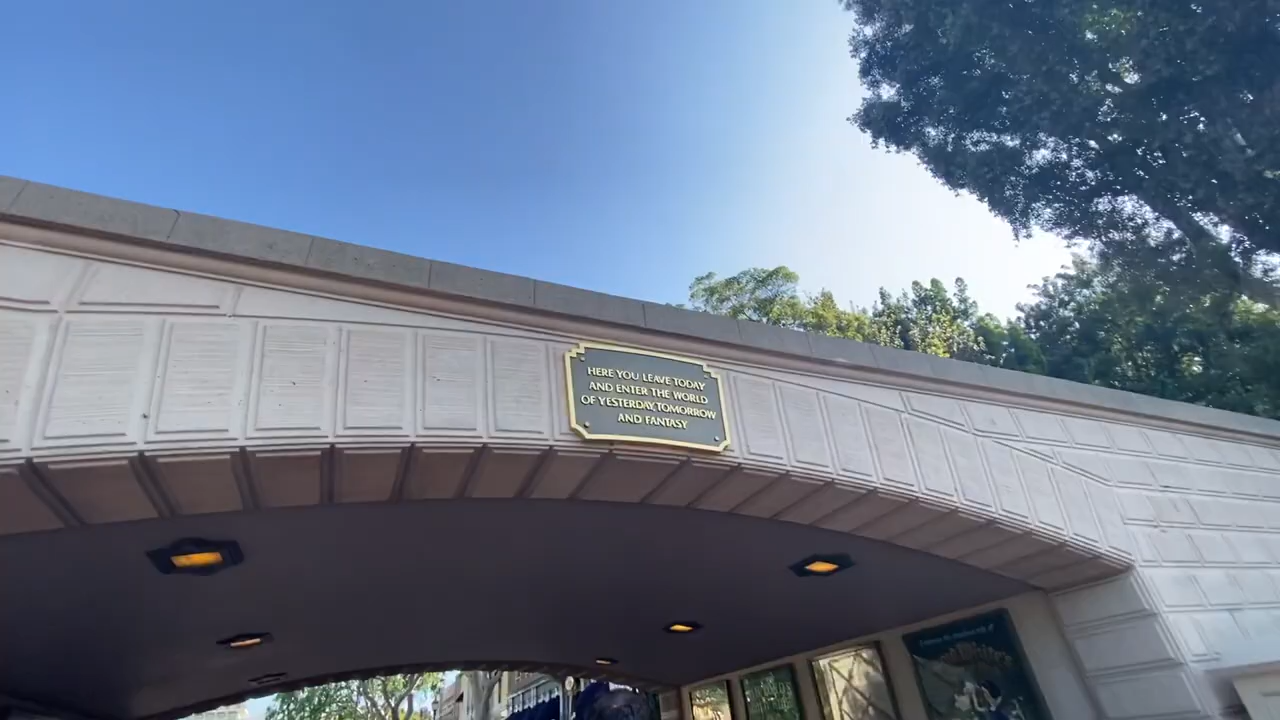 HERE YOU LEAVE TODAY
AND ENTER THE WORLD
OF YESTERDAY, TOMORROW
AND FANTASY